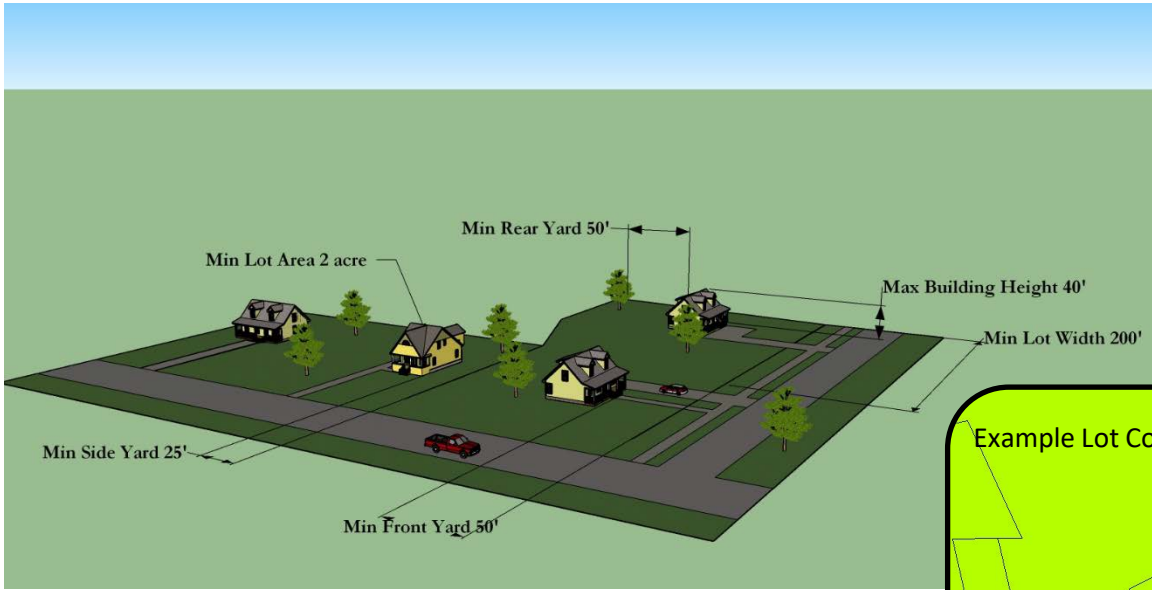 Min Rear Yard 50'
Min Lot Area 2 acre
Max Building Height 40'
Min Lot Width 200'
Example Lot Co
Min Side Yard 25'
Min Front Yard 50'